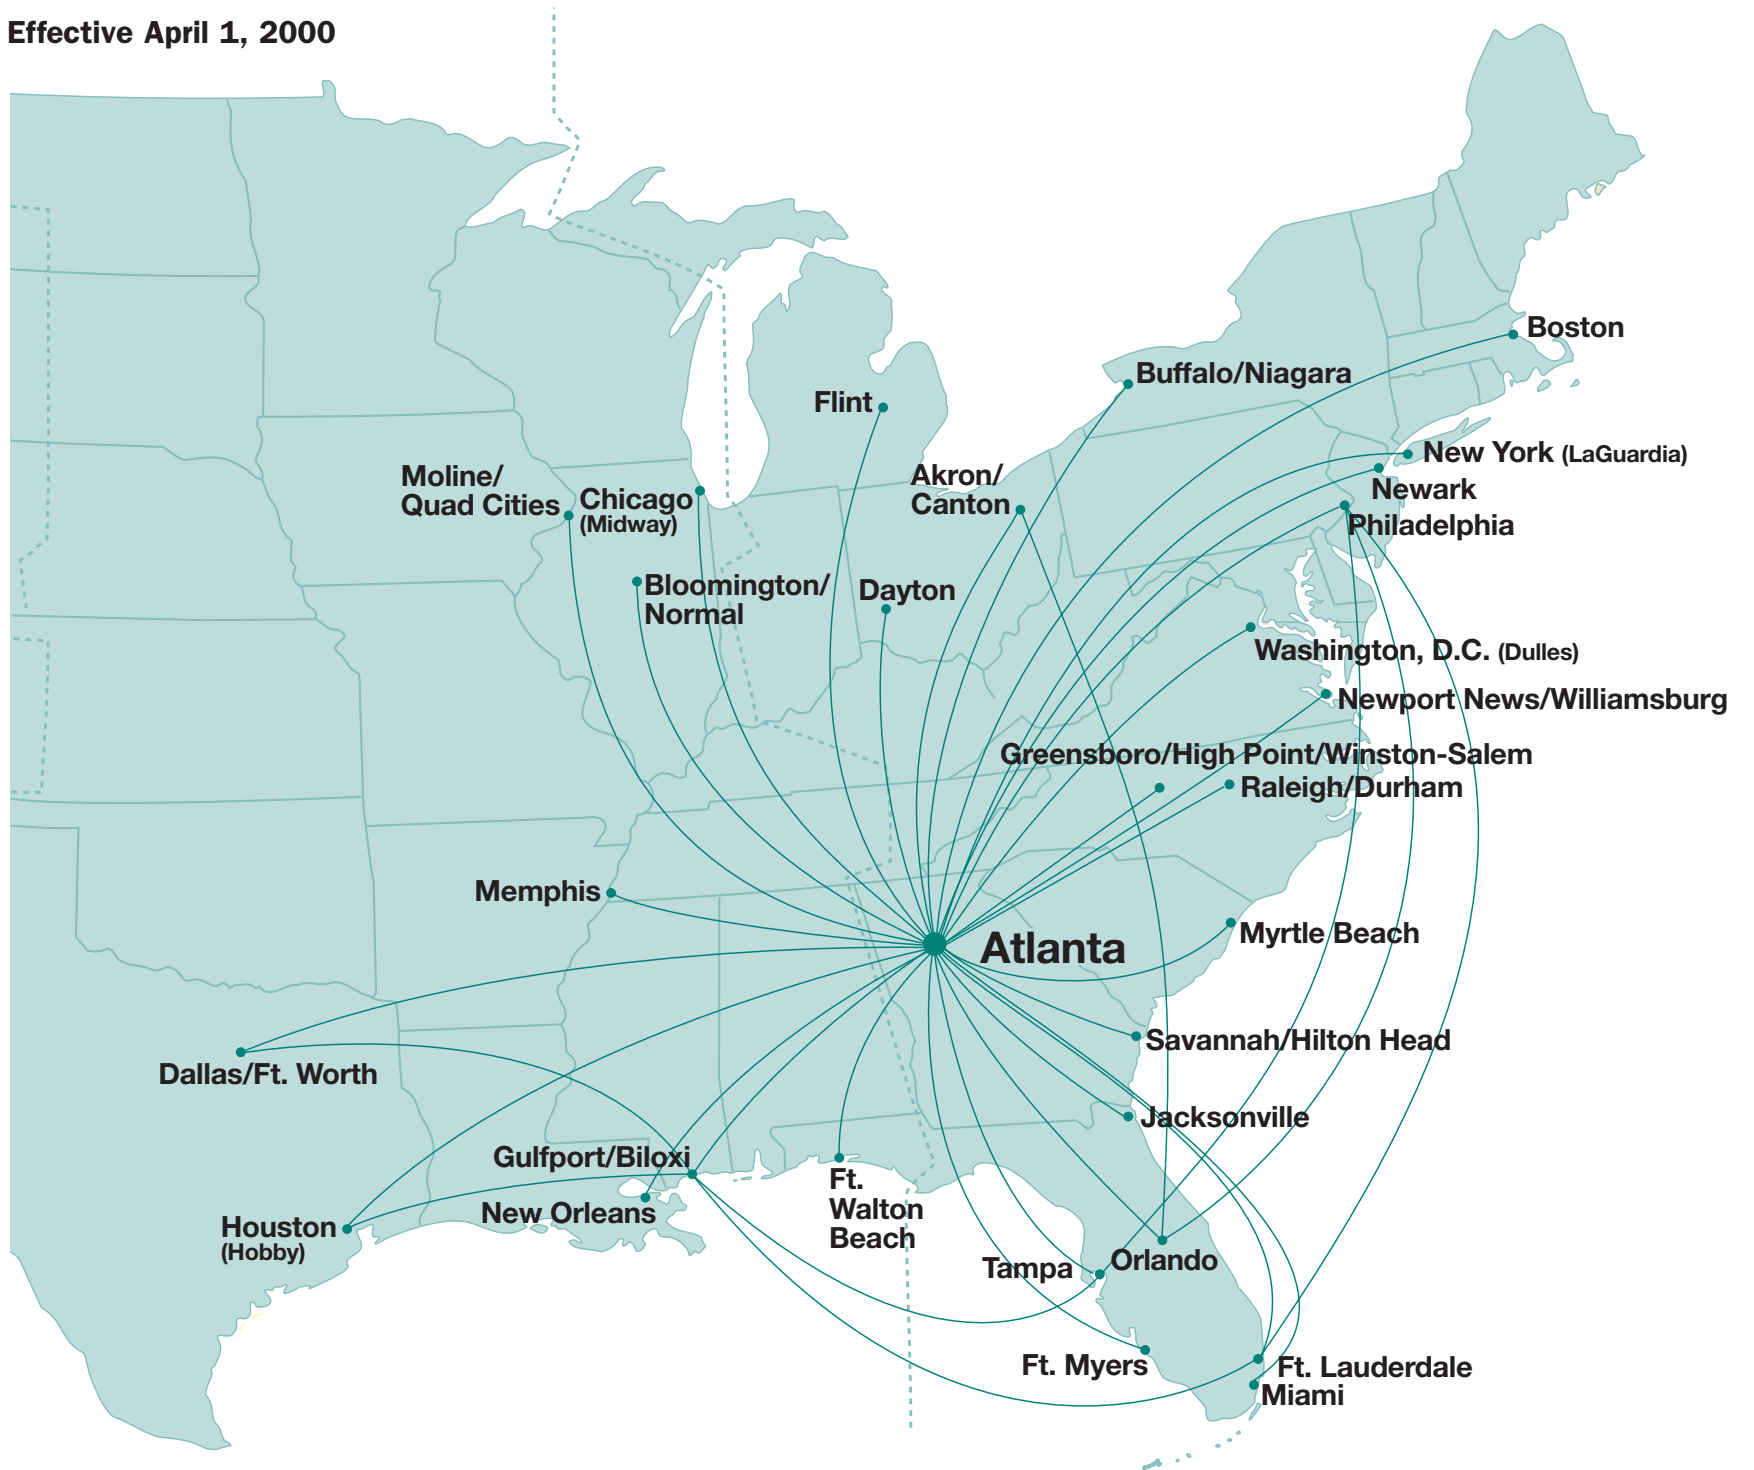 Effective April 1, 2000
Boston
Buffalo/Niagara
Flint
New York (LaGuardia)
Moline/
Quad Cities
Chicago
(Midway)
Akron/
Canton
Newark
Philadelphia
Bloomington/
Normal
Dayton
Washington, D.C. (Dulles)
Newport News/Williamsburg
Greensboro/High Point/Winston-Salem
Raleigh/Durham
Memphis
Atlanta
Myrtle Beach
Savannah/Hilton Head
Dallas/Ft. Worth
Jacksonville
Gulfport/Biloxi
New Orleans
Ft.
Walton
Beach
Houston
(Hobby)
Tampa
Orlando
Ft. Myers
Ft. Lauderdale
Miami